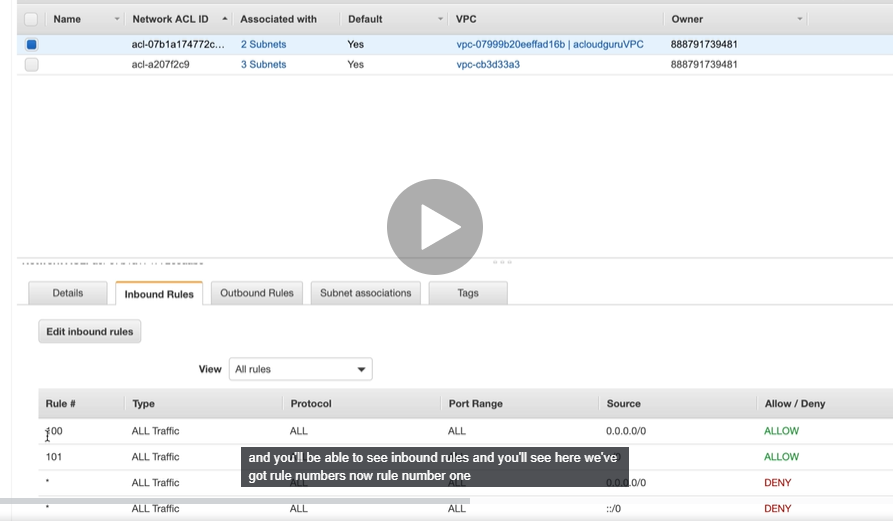 Name Network ACL ID Associated with Default VPC Owner
acl-07b1a174772c... 2 Subnets Yes vpc-07999b20eeffad16b | acloudguruVPC 888791739481
acl-a207f2c9 3 Subnets Yes vpc-cb3d33a3 888791739481
Details Inbound Rules Outbound Rules Subnet associations Tags
Edit inbound rules
View All rules
Rule # Type Protocol Port Range Source Allow / Deny
100 ALL Traffic ALL ALL 0.0.0.0/0 ALLOW
101 ALL Traffic ALLOW
and you'll be able to see inbound rules and you'll see here we've
got rule numbers now rule number one
* ALL Traffic ALL ALL 0.0.0.0/0 DENY
* ALL Traffic ALL ALL ::/0 DENY